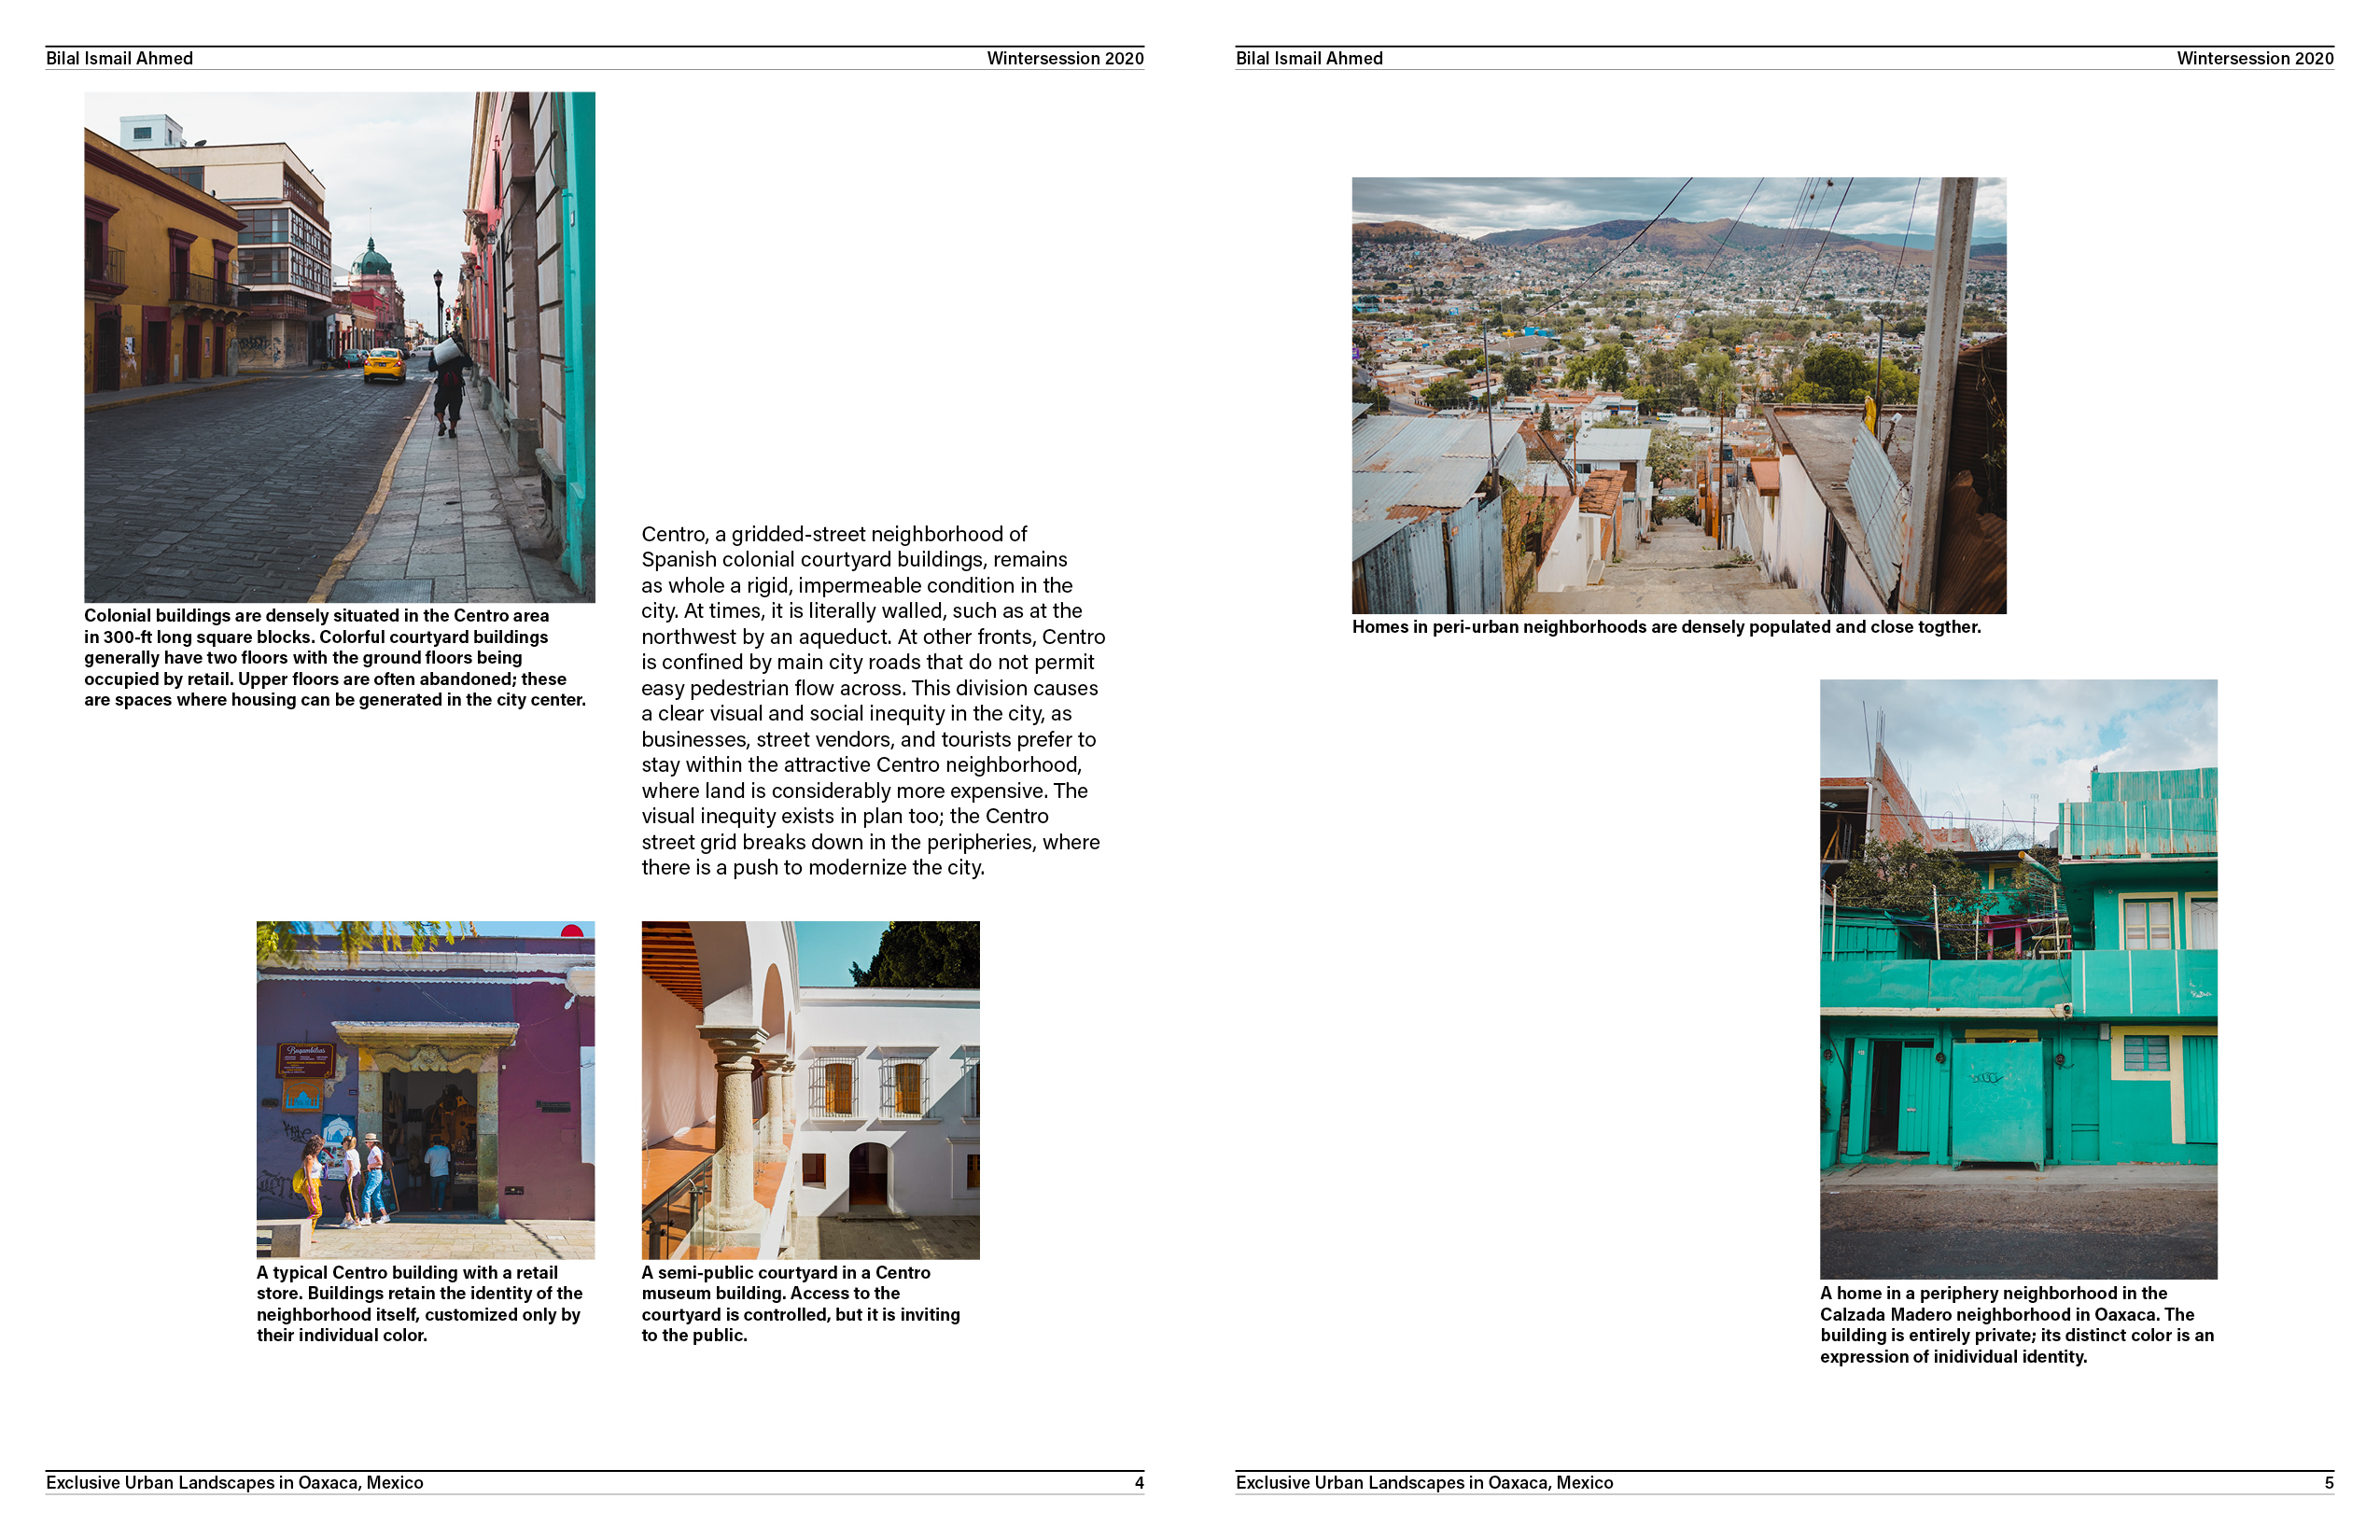 Bilal Ismail Ahmed
Wintersession 2020
Colonial buildings are densely situated in the Centro area
in 300-ft long square blocks. Colorful courtyard buildings
generally have two floors with the ground floors being
occupied by retail. Upper floors are often abandoned; these
are spaces where housing can be generated in the city center.
Centro, a gridded-street neighborhood of
Spanish colonial courtyard buildings, remains
as whole a rigid, impermeable condition in the
city. At times, it is literally walled, such as at the
northwest by an aqueduct. At other fronts, Centro
is confined by main city roads that do not permit
easy pedestrian flow across. This division causes
a clear visual and social inequity in the city, as
businesses, street vendors, and tourists prefer to
stay within the attractive Centro neighborhood,
where land is considerably more expensive. The
visual inequity exists in plan too; the Centro
street grid breaks down in the peripheries, where
there is a push to modernize the city.
Bugambilias
A typical Centro building with a retail
store. Buildings retain the identity of the
neighborhood itself, customized only by
their individual color.
A semi-public courtyard in a Centro
museum building. Access to the
courtyard is controlled, but it is inviting
to the public.
Exclusive Urban Landscapes in Oaxaca, Mexico
4
Bilal Ismail Ahmed
Wintersession 2020
Homes in peri-urban neighborhoods are densely populated and close togther.
A home in a periphery neighborhood in the
Calzada Madero neighborhood in Oaxaca. The
building is entirely private; its distinct color is an
expression of inidividual identity.
Exclusive Urban Landscapes in Oaxaca, Mexico
5